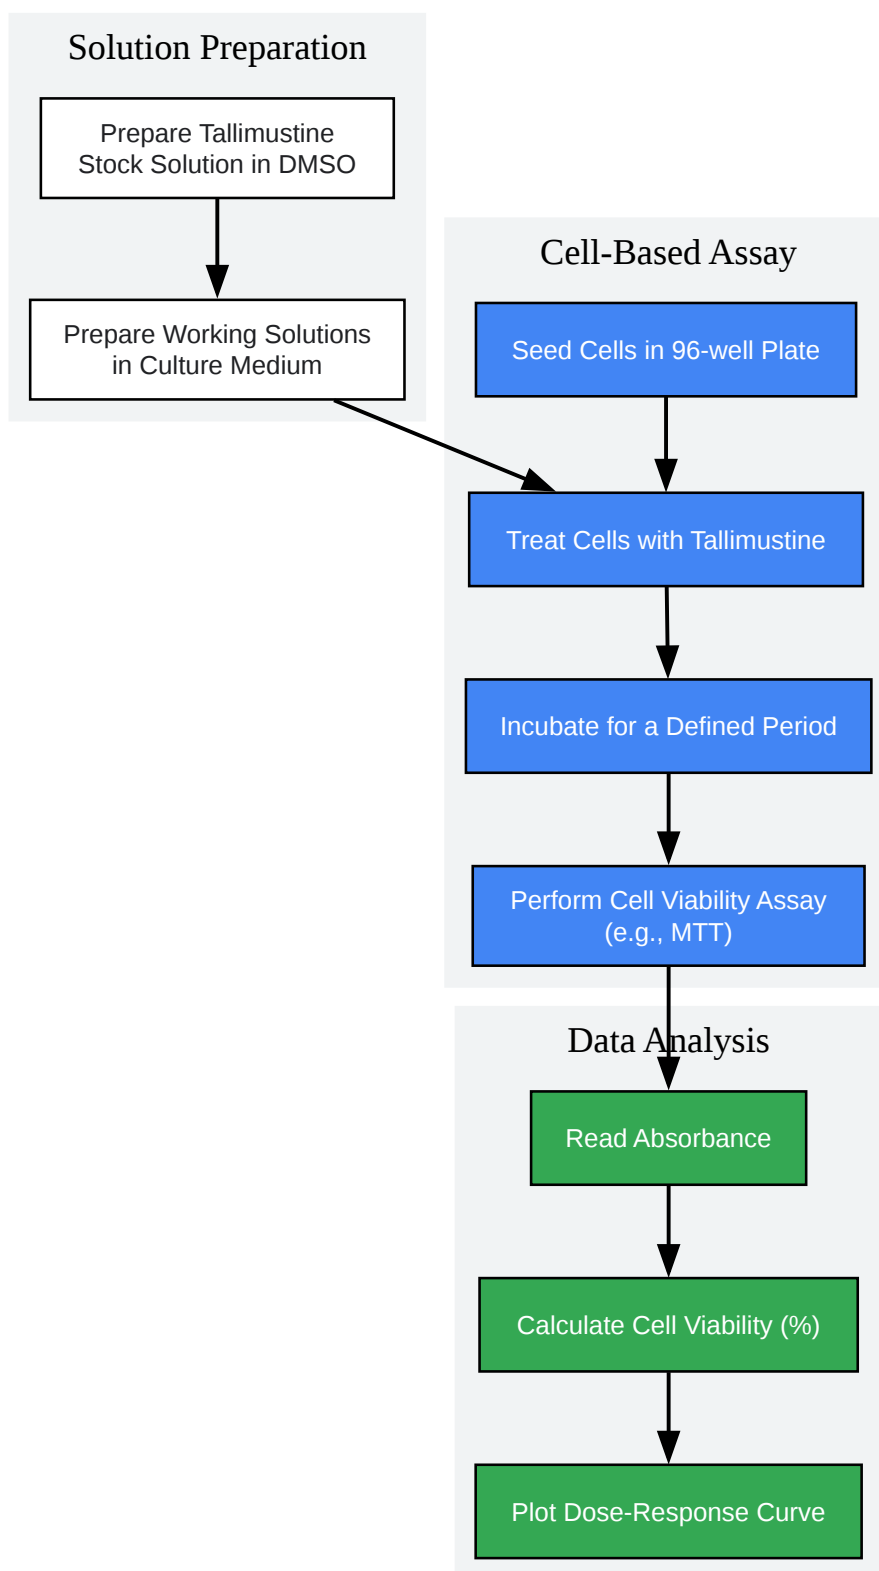 Solution Preparation
Prepare Tallimustine
Stock Solution in DMSO
Prepare Working Solutions
in Culture Medium
Cell-Based Assay
Seed Cells in 96-well Plate
Treat Cells with Tallimustine
Incubate for a Defined Period
Perform Cell Viability Assay
(e.g., MTT)
Data Analysis
Read Absorbance
Calculate Cell Viability (%)
Plot Dose-Response Curve